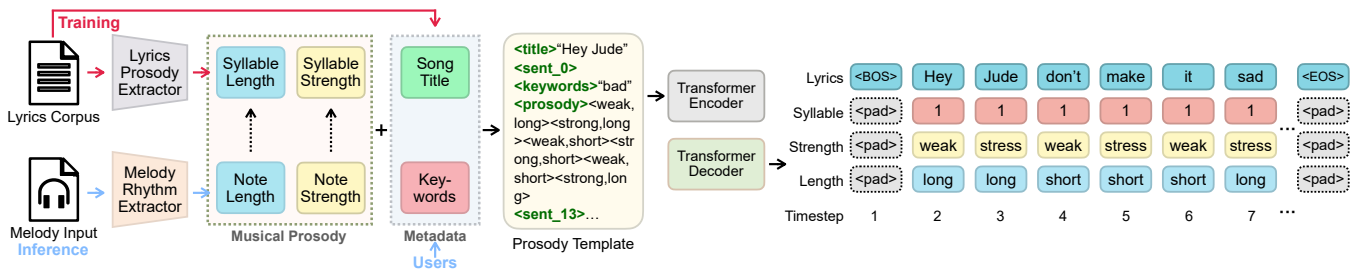 Training
Lyrics Corpus
Lyrics
Prosody
Extractor
Melody Input
Inference
Melody
Rhythm
Extractor
Syllable
Length
Syllable
Strength
Note
Length
Note
Strength
Musical Prosody
+
Song
Title
Key-
words
Metadata
Users
<title>“Hey Jude”
<sent_0>
<keywords>“bad”
<prosody><weak,
long><strong,long
><weak,short><str
ong,short><weak,
short><strong,lon
g>
<sent_13>...
Prosody Template
Transformer
Encoder
Transformer
Decoder
Lyrics <BOS> Hey Jude don’t make it sad <EOS>
Syllable <pad> 1 1 1 1 1 1 ... <pad>
Strength <pad> weak stress weak stress weak stress <pad>
Length <pad> long long short short short long <pad>
Timestep 1 2 3 4 5 6 7 ...